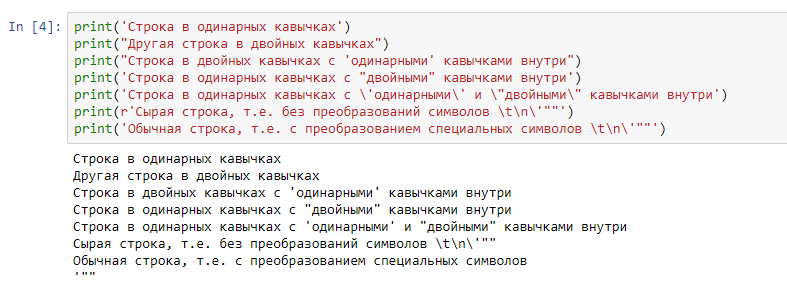 In [4]: print('Строка в одинарных кавычках')
print("Другая строка в двойных кавычках")
print("Строка в двойных кавычках с 'одинарными' кавычками внутри")
print('Строка в одинарных кавычках с "двойными" кавычками внутри')
print('Строка в одинарных кавычках с \'одинарными\' и \"двойными\" кавычками внутри')
print(r'Сырая строка, т.е. без преобразований символов \t\n\'""')
print('Обычная строка, т.е. с преобразованием специальных символов \t\n\'""')
Строка в одинарных кавычках
Другая строка в двойных кавычках
Строка в двойных кавычках с 'одинарными' кавычками внутри
Строка в одинарных кавычках с "двойными" кавычками внутри
Строка в одинарных кавычках с 'одинарными' и "двойными" кавычками внутри
Сырая строка, т.е. без преобразований символов \t\n\'""
Обычная строка, т.е. с преобразованием специальных символов
'""